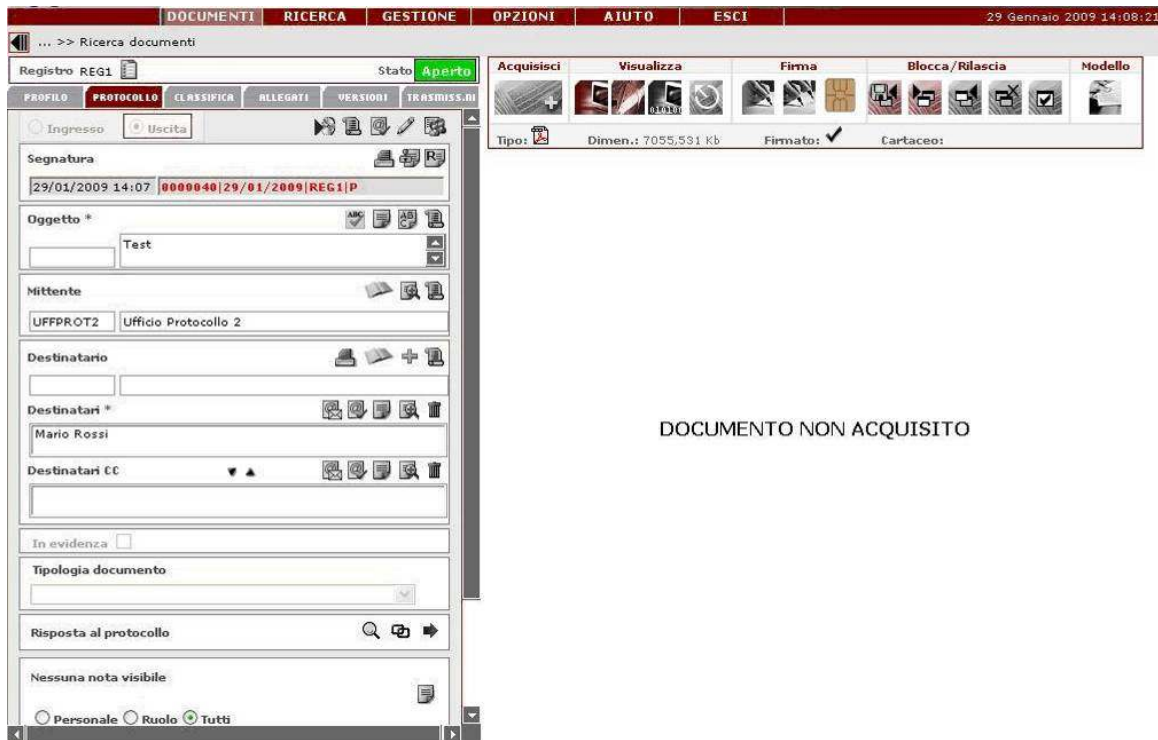 DOCUMENTI RICERCA GESTIONE OPZIONI AIUTO ESCI 29 Gennaio 2009 14:08:21
... >> Ricerca documenti
Registro REG1 Stato Aperto
PROFILO PROTOCOLLO CLASSIFICA ALLEGATI VERSIONI TRASMISS.NI
Ingresso Uscita
Segnatura
29/01/2009 14:07 0000040|29/01/2009|REG1|P
Oggetto *
Test
Mittente
UFFPROT2 Ufficio Protocollo 2
Destinatario
Destinatari *
Mario Rossi
Destinatari CC
In evidenza
Tipologia documento
Risposta al protocollo
Nessuna nota visibile
Personale Ruolo Tutti
Acquisisci Visualizza Firma Blocca/Rilascia Modello
Tipo: Dimen.: 7055,531 Kb Firmato: Cartaceo:
DOCUMENTO NON ACQUISITO